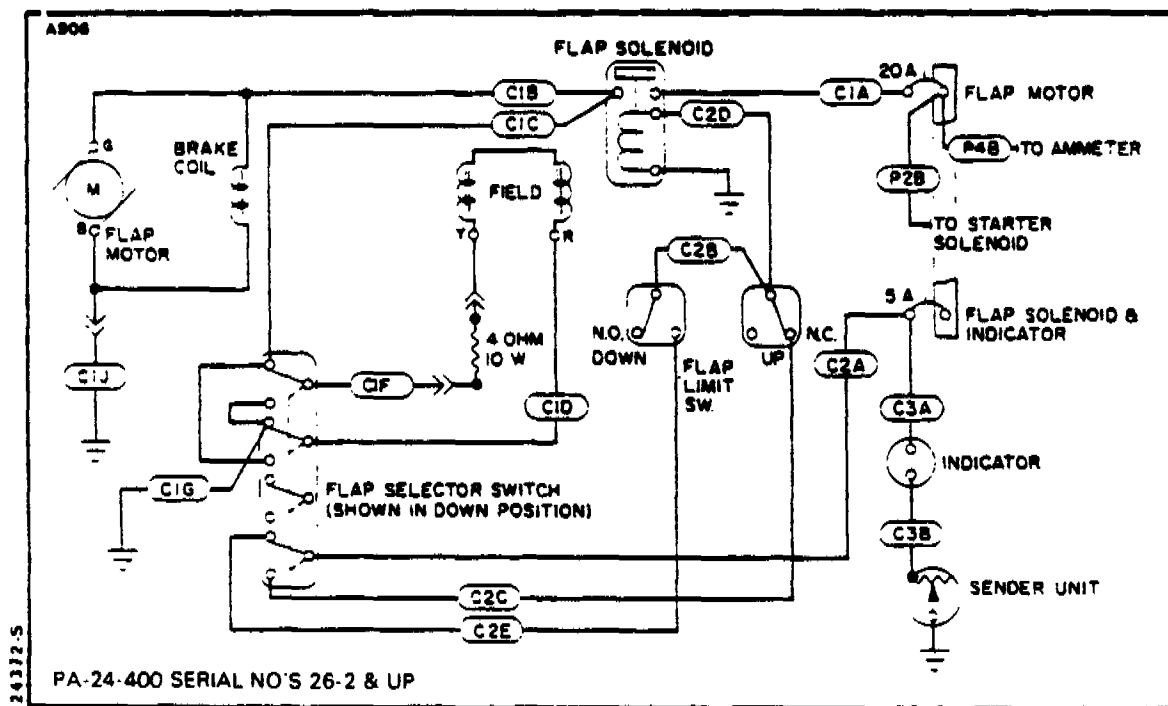 A906
FLAP SOLENOID
20 A
C1B
C1A
FLAP MOTOR
C1C
C2D
G
BRAKE
COIL
P4B
TO AMMETER
M
FIELD
P2B
B
FLAP
MOTOR
Y
R
TO STARTER
SOLENOID
C2B
5 A
FLAP SOLENOID &
INDICATOR
N.O.
DOWN
N.C.
UP
4 OHM
10 W
FLAP
LIMIT
SW.
C2A
C1J
C1F
C1D
C3A
INDICATOR
C1G
FLAP SELECTOR SWITCH
(SHOWN IN DOWN POSITION)
C3B
SENDER UNIT
C2C
C2E
24372-S
PA-24-400 SERIAL NO'S 26-2 & UP